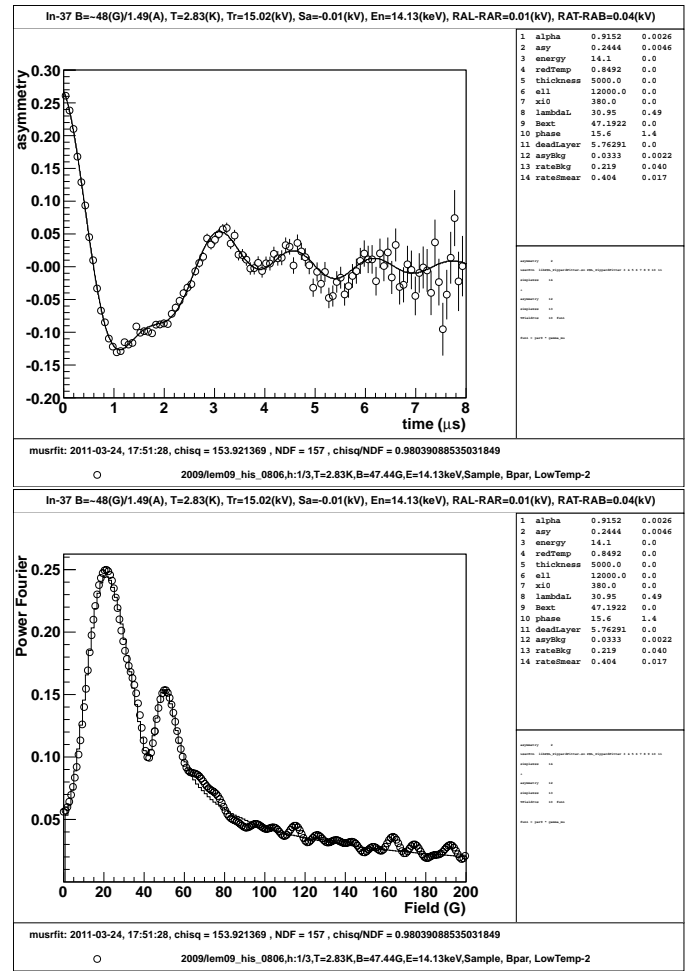 In-37 B=~48(G)/1.49(A), T=2.83(K), Tr=15.02(kV), Sa=-0.01(kV), En=14.13(keV), RAL-RAR=0.01(kV), RAT-RAB=0.04(kV)
1 alpha 0.9152 0.0026
2 asy 0.2444 0.0046
3 energy 14.1 0.0
4 redTemp 0.8492 0.0
5 thickness 5000.0 0.0
6 ell 12000.0 0.0
7 xi0 380.0 0.0
8 lambdaL 30.95 0.49
9 Bext 47.1922 0.0
10 phase 15.6 1.4
11 deadLayer 5.76291 0.0
12 asyBkg 0.0333 0.0022
13 rateBkg 0.219 0.040
14 rateSmear 0.404 0.017
asymmetry
0.30
0.25
0.20
0.15
0.10
0.05
-0.00
-0.05
-0.10
-0.15
-0.20
0 1 2 3 4 5 6 7 8
time (μs)
musrfit: 2011-03-24, 17:51:28, chisq = 153.921369 , NDF = 157 , chisq/NDF = 0.98039088535031849
2009/lem09_his_0806,h:1/3,T=2.83K,B=47.44G,E=14.13keV,Sample, Bpar, LowTemp-2
In-37 B=~48(G)/1.49(A), T=2.83(K), Tr=15.02(kV), Sa=-0.01(kV), En=14.13(keV), RAL-RAR=0.01(kV), RAT-RAB=0.04(kV)
1 alpha 0.9152 0.0026
2 asy 0.2444 0.0046
3 energy 14.1 0.0
4 redTemp 0.8492 0.0
5 thickness 5000.0 0.0
6 ell 12000.0 0.0
7 xi0 380.0 0.0
8 lambdaL 30.95 0.49
9 Bext 47.1922 0.0
10 phase 15.6 1.4
11 deadLayer 5.76291 0.0
12 asyBkg 0.0333 0.0022
13 rateBkg 0.219 0.040
14 rateSmear 0.404 0.017
Power Fourier
0.25
0.20
0.15
0.10
0.05
0 20 40 60 80 100 120 140 160 180 200
Field (G)
musrfit: 2011-03-24, 17:51:28, chisq = 153.921369 , NDF = 157 , chisq/NDF = 0.98039088535031849
2009/lem09_his_0806,h:1/3,T=2.83K,B=47.44G,E=14.13keV,Sample, Bpar, LowTemp-2